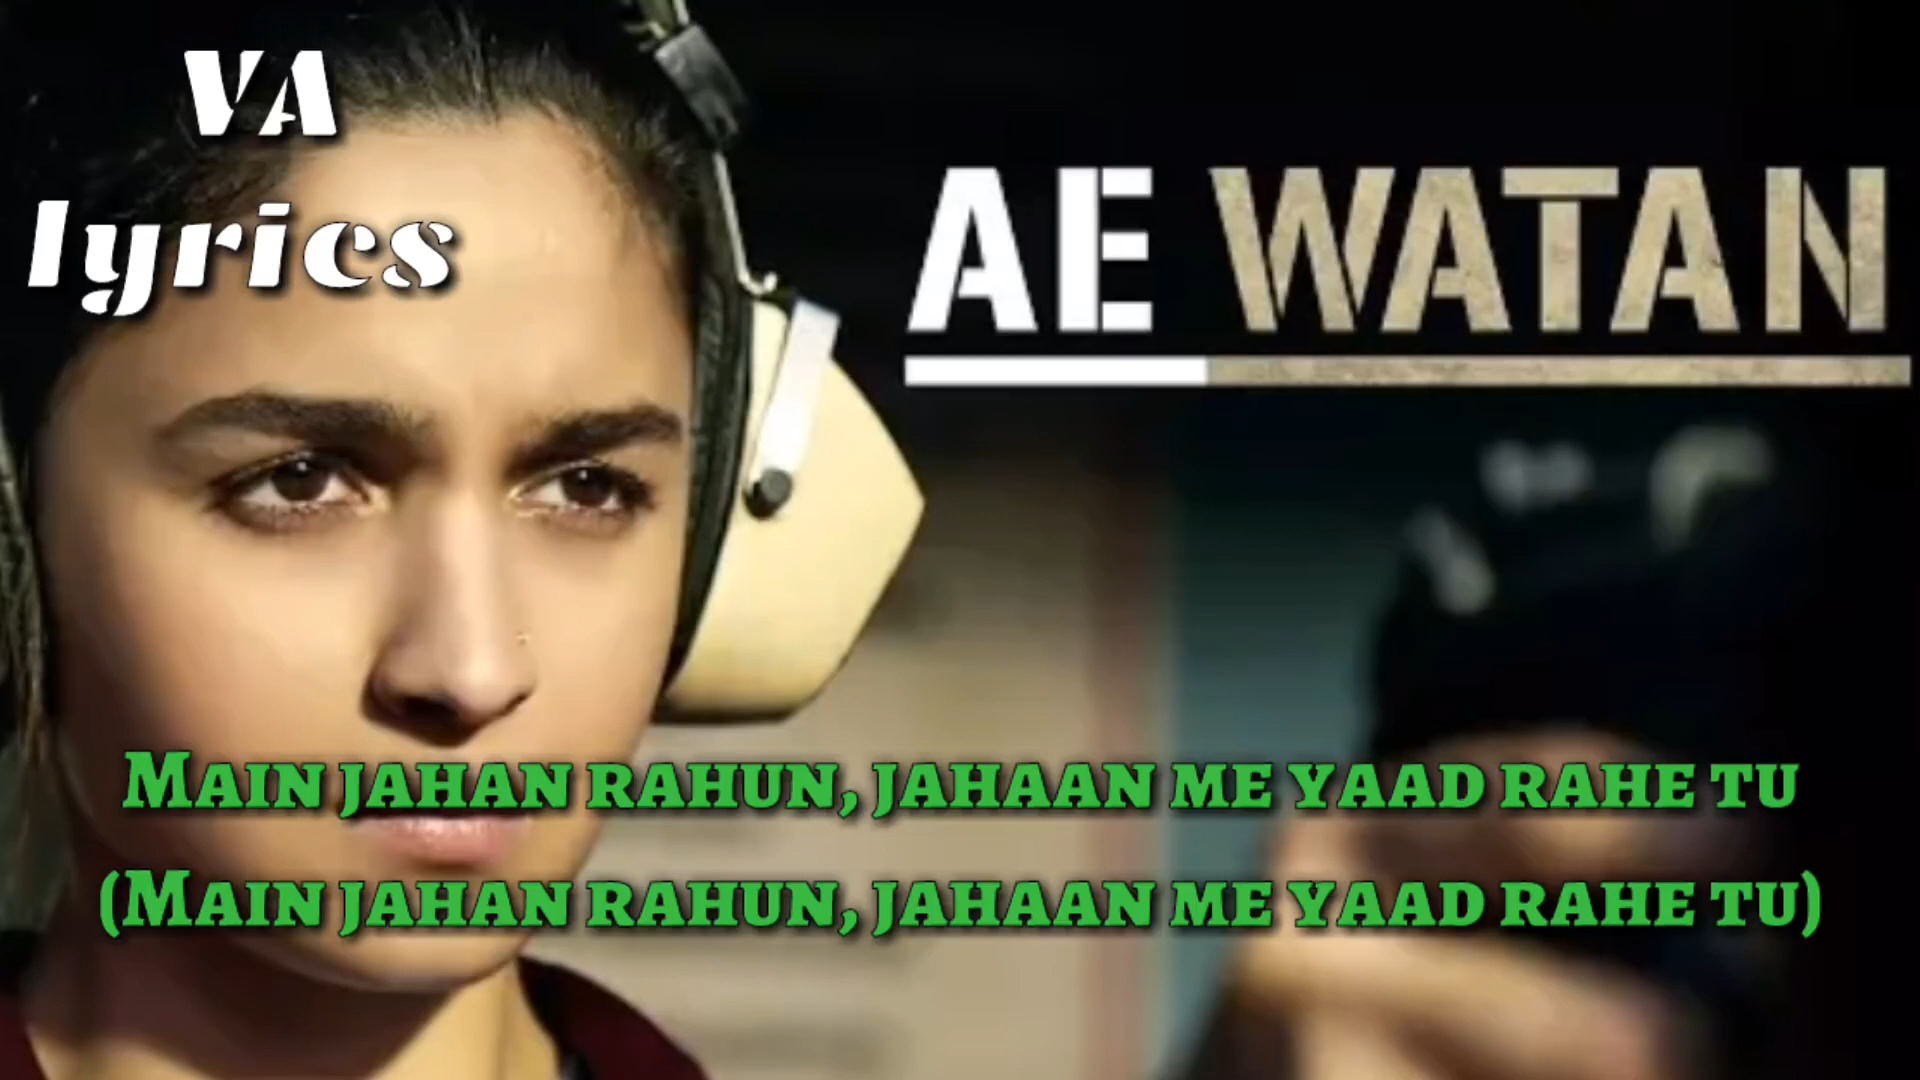 VA
lyrics
AE WATAN
Main jahan rahun, jahaan me yaad rahe tu
(Main jahan rahun, jahaan me yaad rahe tu)